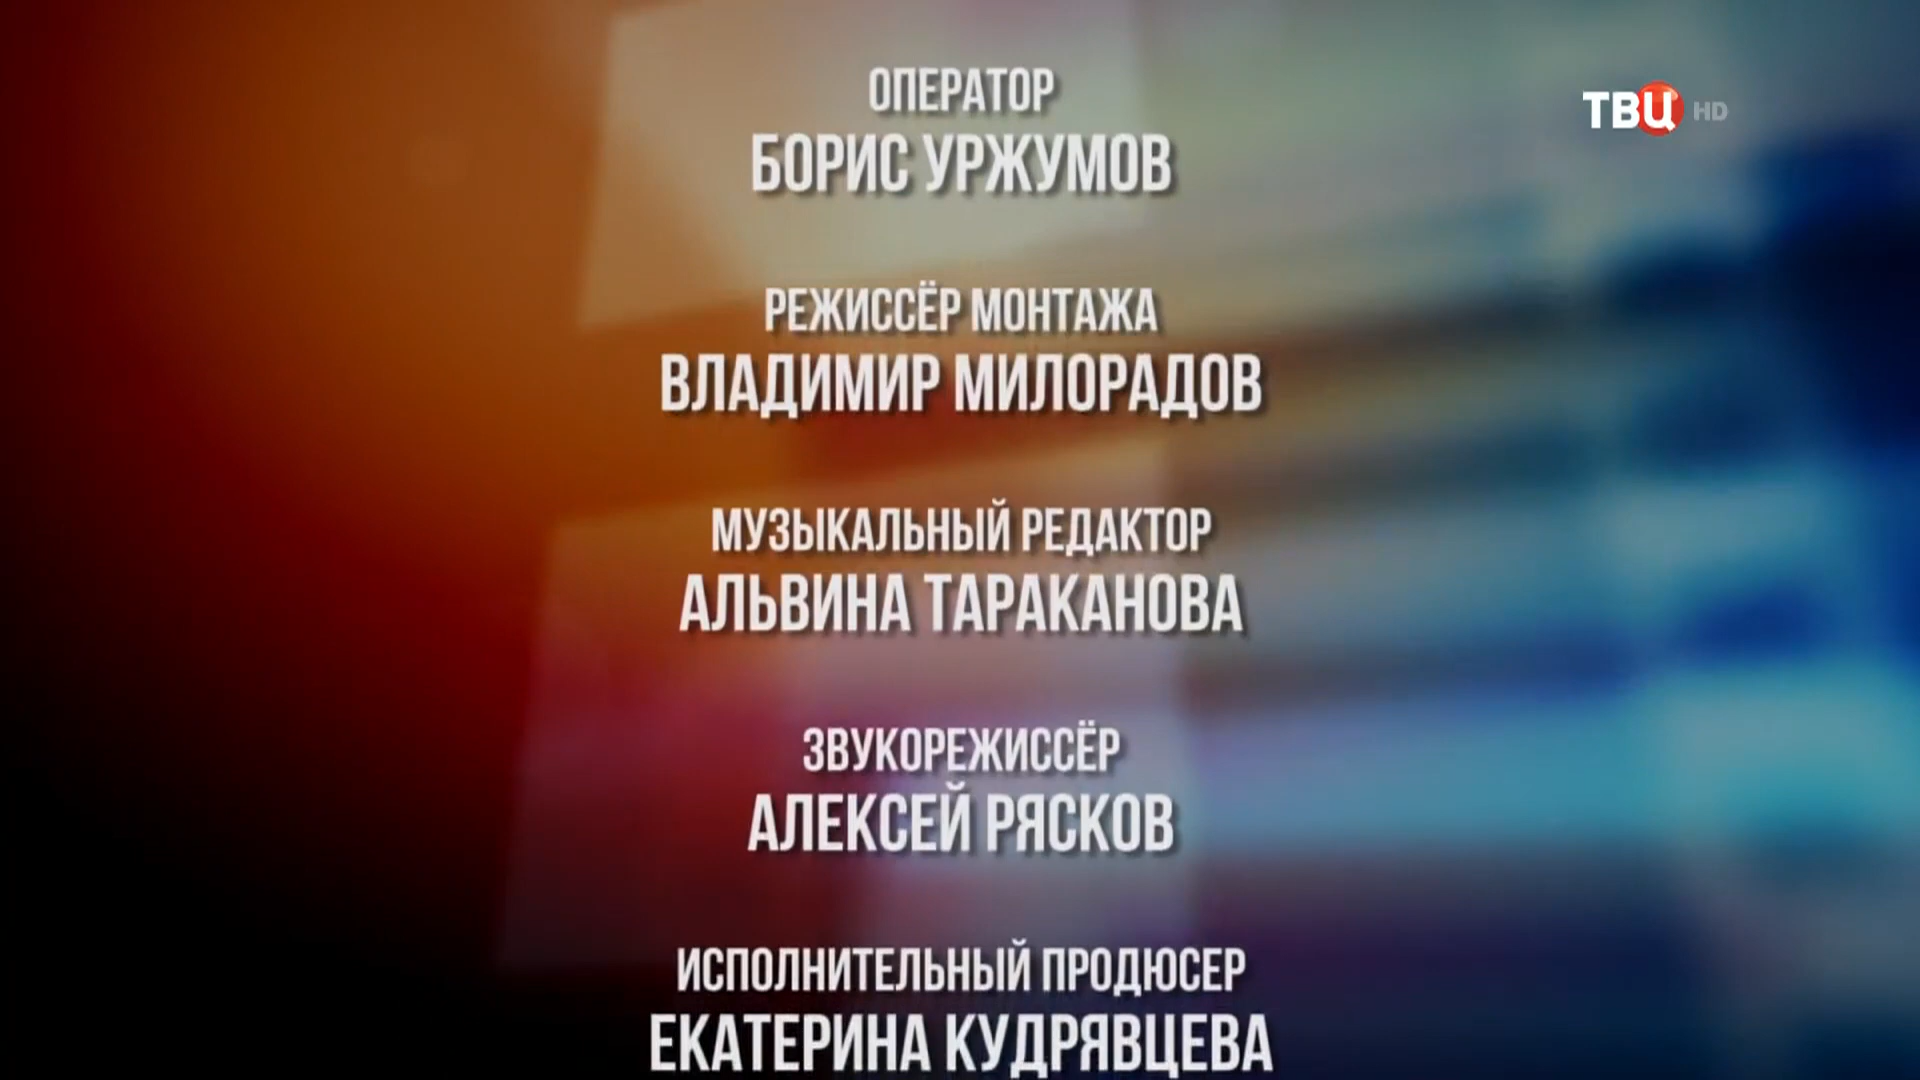 ОПЕРАТОР
БОРИС УРЖУМОВ
ТВЦ HD
РЕЖИССЁР МОНТАЖА
ВЛАДИМИР МИЛОРАДОВ
МУЗЫКАЛЬНЫЙ РЕДАКТОР
АЛЬВИНА ТАРАКАНОВА
ЗВУКОРЕЖИССЁР
АЛЕКСЕЙ РЯСКОВ
ИСПОЛНИТЕЛЬНЫЙ ПРОДЮСЕР
ЕКАТЕРИНА КУДРЯВЦЕВА